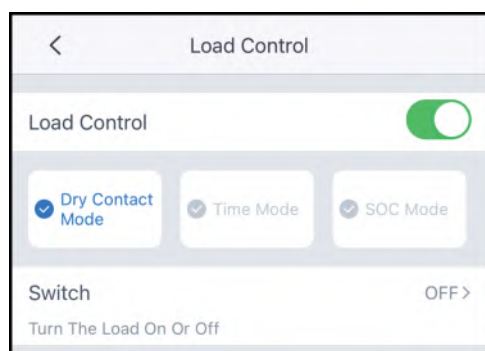 Load Control
Load Control
Dry Contact
Mode
Time Mode
SOC Mode
Switch
OFF
Turn The Load On Or Off